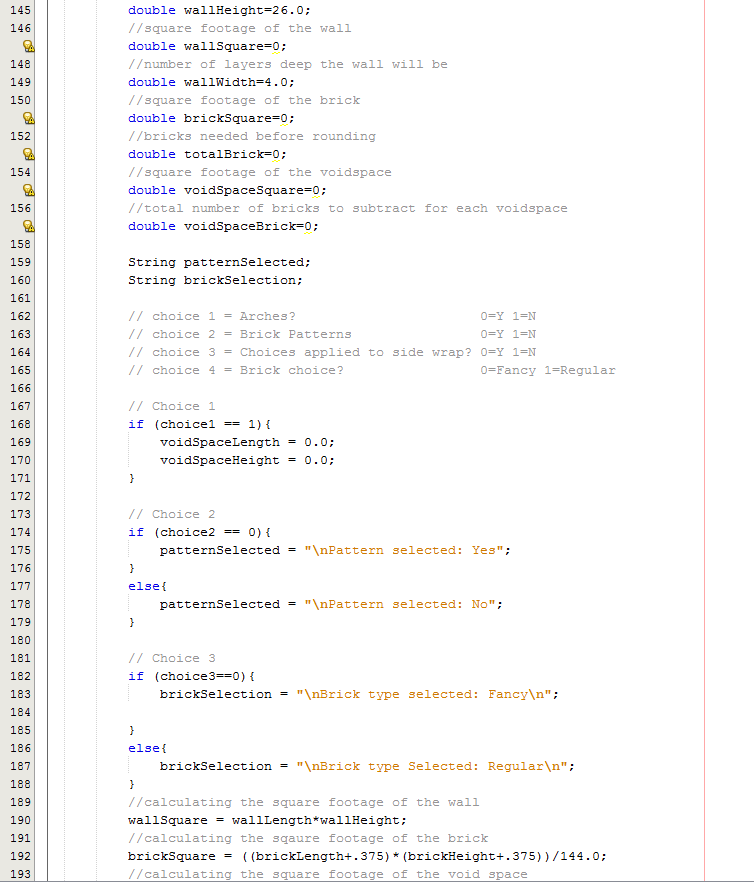 145 double wallHeight=26.0;
146 //square footage of the wall
double wallSquare=0;
148 //number of layers deep the wall will be
149 double wallWidth=4.0;
150 //square footage of the brick
double brickSquare=0;
152 //bricks needed before rounding
double totalBrick=0;
154 //square footage of the voidspace
double voidSpaceSquare=0;
156 //total number of bricks to subtract for each voidspace
double voidSpaceBrick=0;
158
159 String patternSelected;
160 String brickSelection;
161
162 // choice 1 = Arches? 0=Y 1=N
163 // choice 2 = Brick Patterns 0=Y 1=N
164 // choice 3 = Choices applied to side wrap? 0=Y 1=N
165 // choice 4 = Brick choice? 0=Fancy 1=Regular
166
167 // Choice 1
168 if (choice1 == 1){
169 voidSpaceLength = 0.0;
170 voidSpaceHeight = 0.0;
171 }
172
173 // Choice 2
174 if (choice2 == 0){
175 patternSelected = "\nPattern selected: Yes";
176 }
177 else{
178 patternSelected = "\nPattern selected: No";
179 }
180
181 // Choice 3
182 if (choice3==0){
183 brickSelection = "\nBrick type selected: Fancy\n";
184
185 }
186 else{
187 brickSelection = "\nBrick type Selected: Regular\n";
188 }
189 //calculating the square footage of the wall
190 wallSquare = wallLength*wallHeight;
191 //calculating the sqaure footage of the brick
192 brickSquare = ((brickLength+.375)*(brickHeight+.375))/144.0;
193 //calculating the square footage of the void space